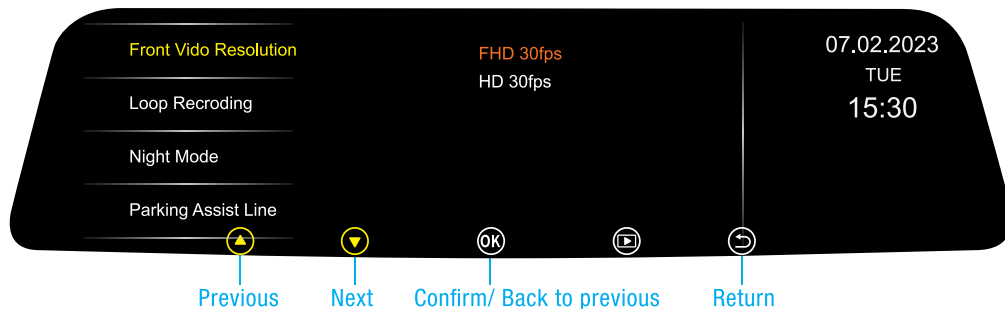 Front Vido Resolution
Loop Recroding
Night Mode
Parking Assist Line
FHD 30fps
HD 30fps
07.02.2023
TUE
15:30
OK
Previous
Next
Confirm/ Back to previous
Return